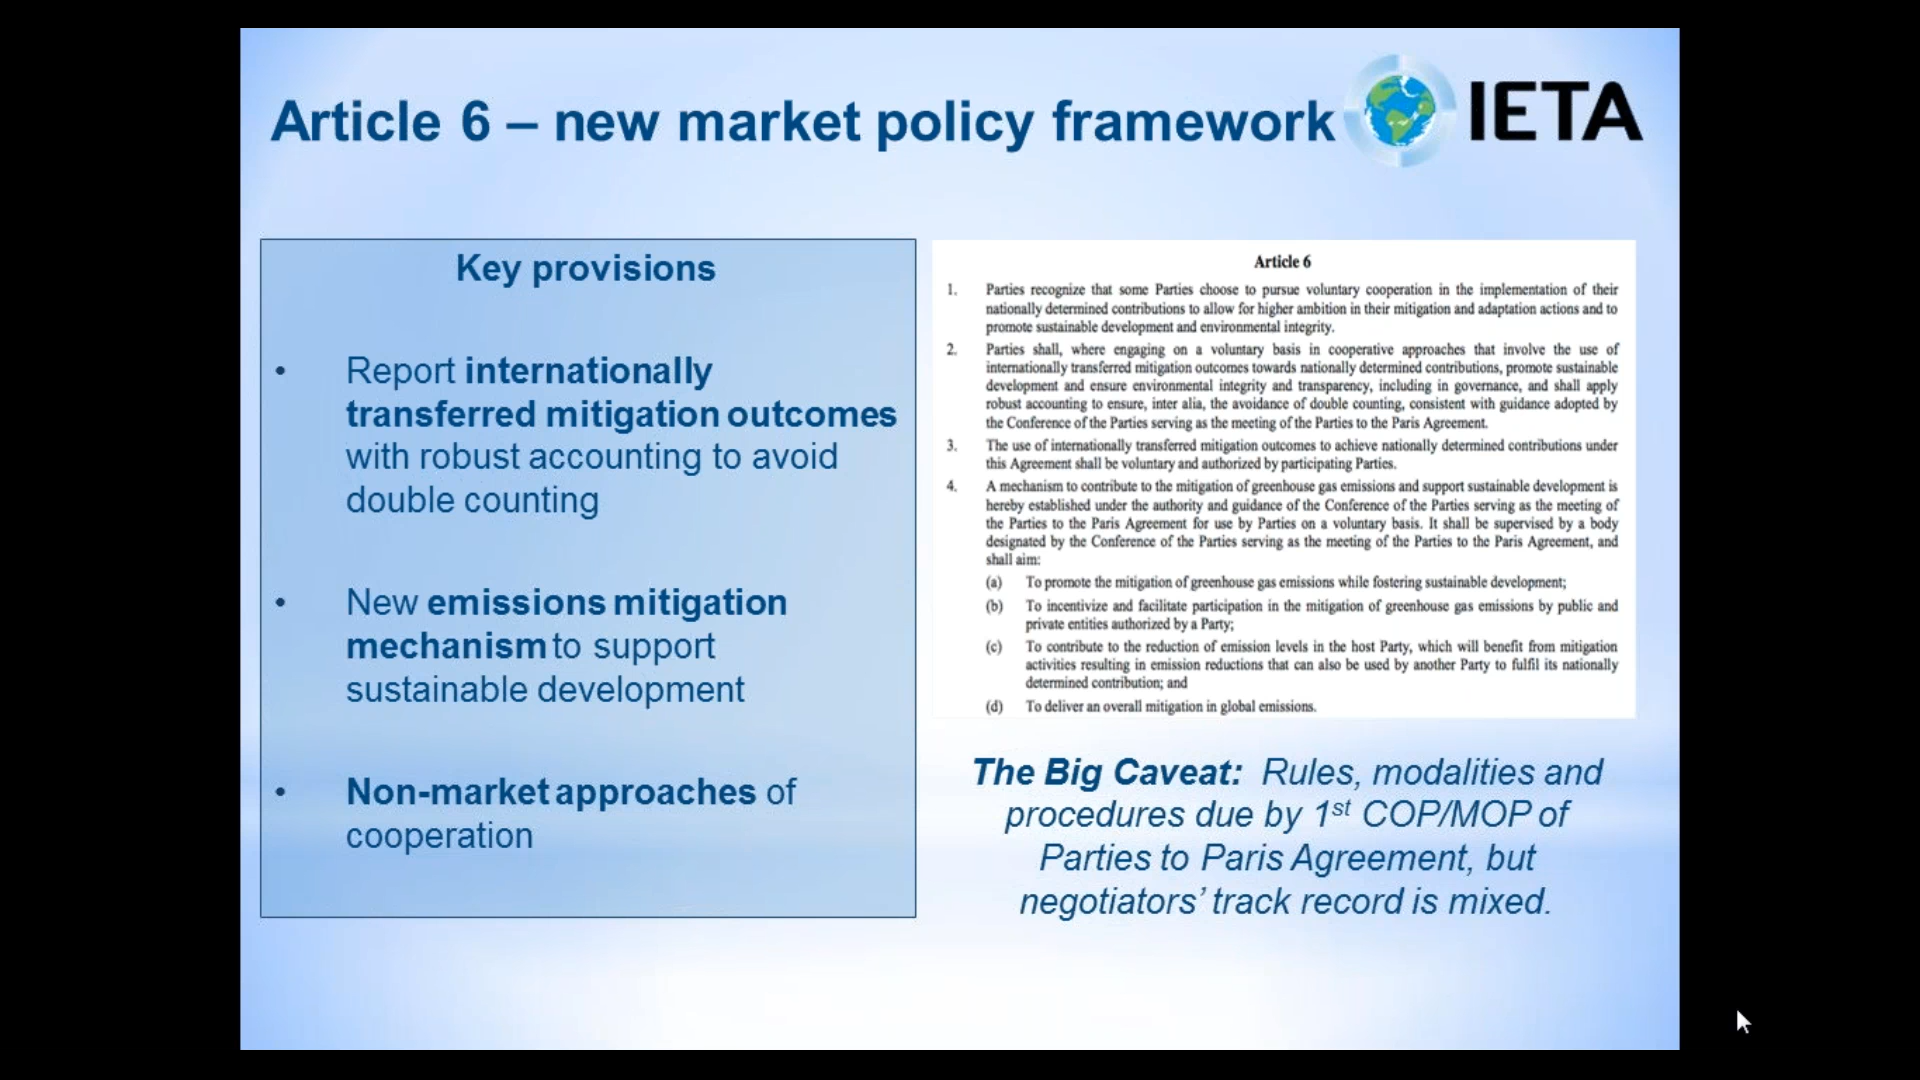 Article 6 – new market policy framework
IETA
Key provisions
• Report internationally
transferred mitigation outcomes
with robust accounting to avoid
double counting
• New emissions mitigation
mechanism to support
sustainable development
• Non-market approaches of
cooperation
Article 6
1. Parties recognize that some Parties choose to pursue voluntary cooperation in the implementation of their
nationally determined contributions to allow for higher ambition in their mitigation and adaptation actions and to
promote sustainable development and environmental integrity.
2. Parties shall, where engaging on a voluntary basis in cooperative approaches that involve the use of
internationally transferred mitigation outcomes towards nationally determined contributions, promote sustainable
development and ensure environmental integrity and transparency, including in governance, and shall apply
robust accounting to ensure, inter alia, the avoidance of double counting, consistent with guidance adopted by
the Conference of the Parties serving as the meeting of the Parties to the Paris Agreement.
3. The use of internationally transferred mitigation outcomes to achieve nationally determined contributions under
this Agreement shall be voluntary and authorized by participating Parties.
4. A mechanism to contribute to the mitigation of greenhouse gas emissions and support sustainable development is
hereby established under the authority and guidance of the Conference of the Parties serving as the meeting of
the Parties to the Paris Agreement for use by Parties on a voluntary basis. It shall be supervised by a body
designated by the Conference of the Parties serving as the meeting of the Parties to the Paris Agreement, and
shall aim:
(a) To promote the mitigation of greenhouse gas emissions while fostering sustainable development;
(b) To incentivize and facilitate participation in the mitigation of greenhouse gas emissions by public and
private entities authorized by a Party;
(c) To contribute to the reduction of emission levels in the host Party, which will benefit from mitigation
activities resulting in emission reductions that can also be used by another Party to fulfil its nationally
determined contribution; and
(d) To deliver an overall mitigation in global emissions.
The Big Caveat: Rules, modalities and
procedures due by 1st COP/MOP of
Parties to Paris Agreement, but
negotiators’ track record is mixed.